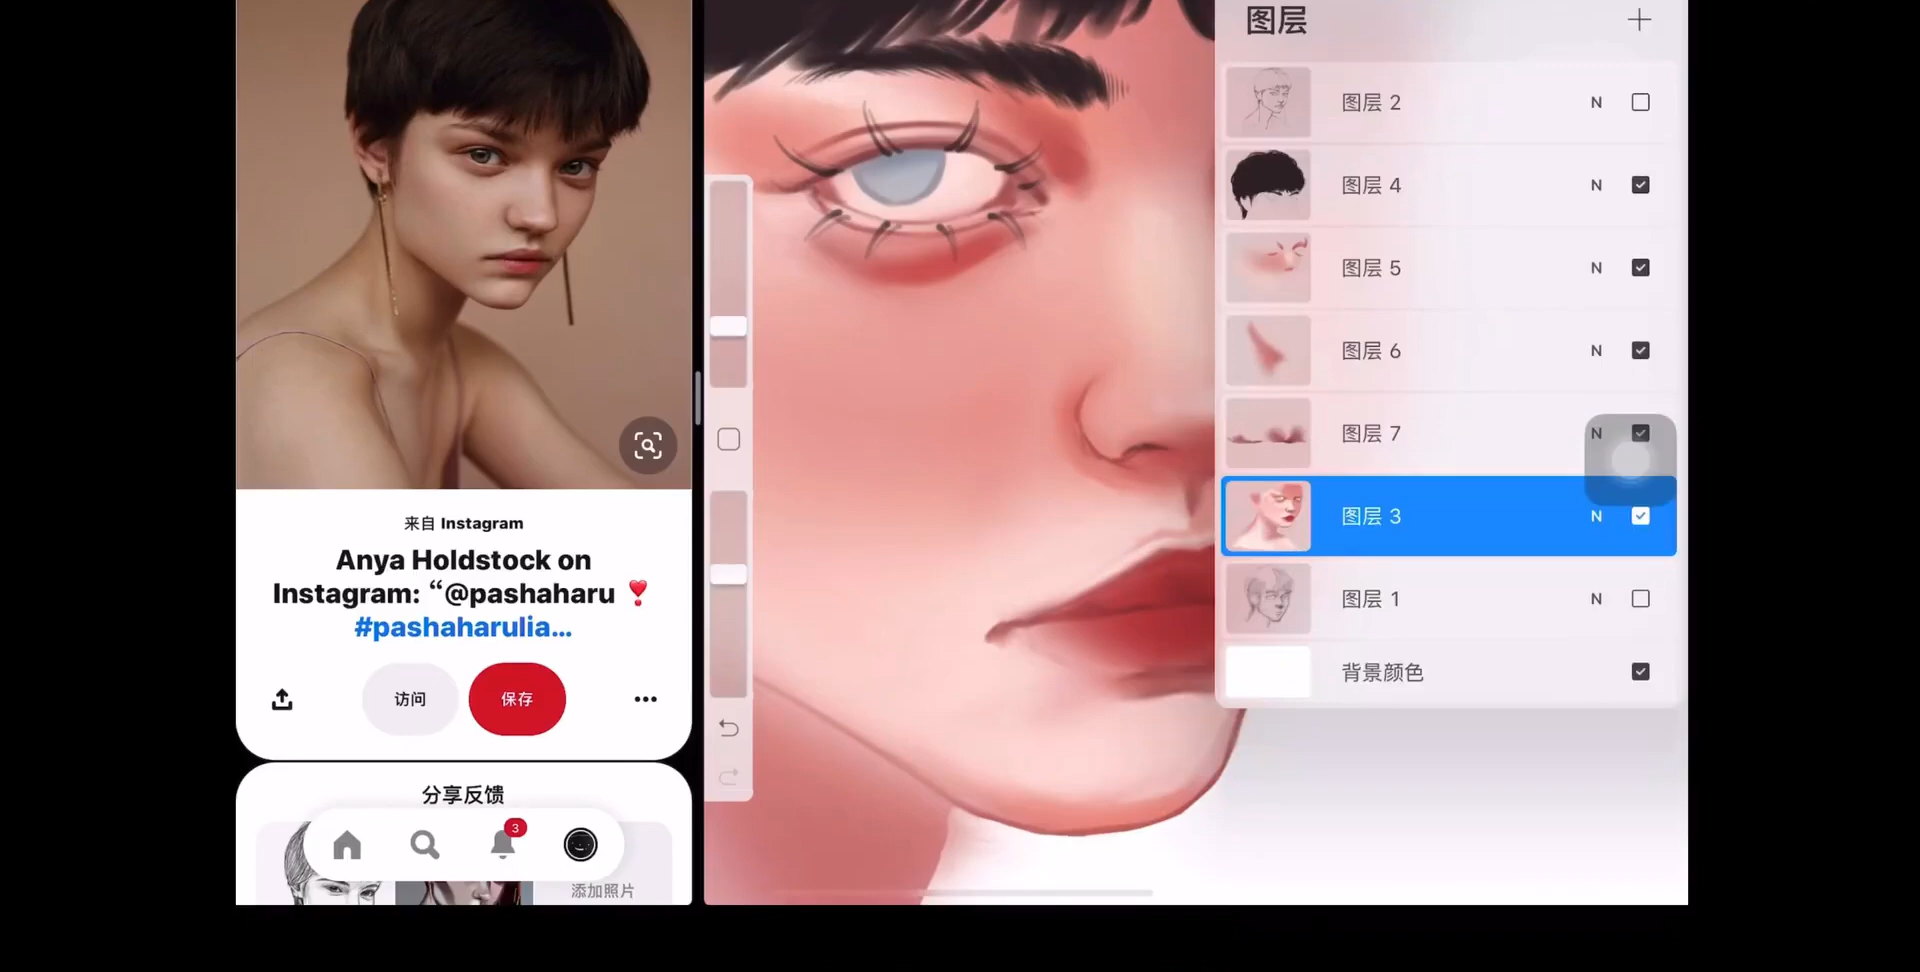 来自 Instagram
Anya Holdstock on
Instagram: “@pashaharu ❣️
#pashaharulia...
访问
保存
分享反馈
3
添加照片
图层
图层 2 N
图层 4 N
图层 5 N
图层 6 N
图层 7 N
图层 3 N
图层 1 N
背景颜色